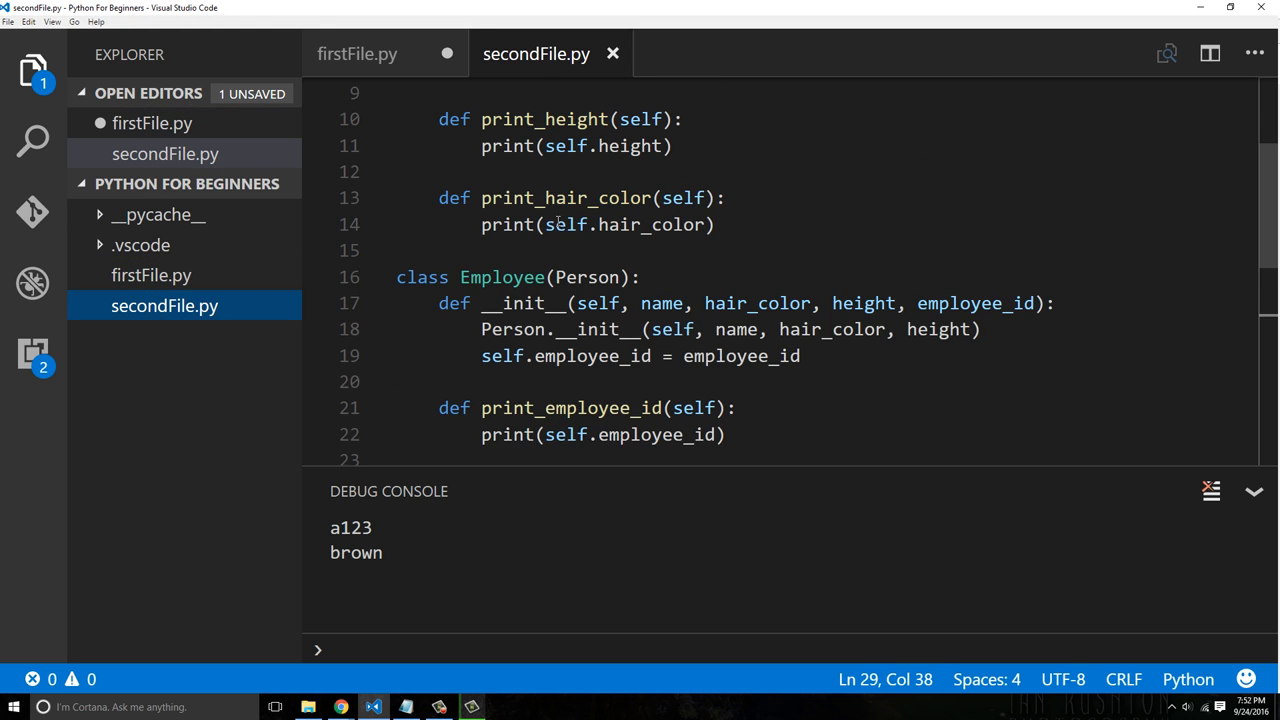 secondFile.py - Python For Beginners - Visual Studio Code
File Edit View Go Help
EXPLORER
firstFile.py
secondFile.py
1
OPEN EDITORS 1 UNSAVED
firstFile.py
secondFile.py
PYTHON FOR BEGINNERS
__pycache__
.vscode
firstFile.py
secondFile.py
2
9
10 def print_height(self):
11 print(self.height)
12
13 def print_hair_color(self):
14 print(self.hair_color)
15
16 class Employee(Person):
17 def __init__(self, name, hair_color, height, employee_id):
18 Person.__init__(self, name, hair_color, height)
19 self.employee_id = employee_id
20
21 def print_employee_id(self):
22 print(self.employee_id)
23
DEBUG CONSOLE
a123
brown
0 0 Ln 29, Col 38 Spaces: 4 UTF-8 CRLF Python
I'm Cortana. Ask me anything.
7:52 PM
9/24/2016